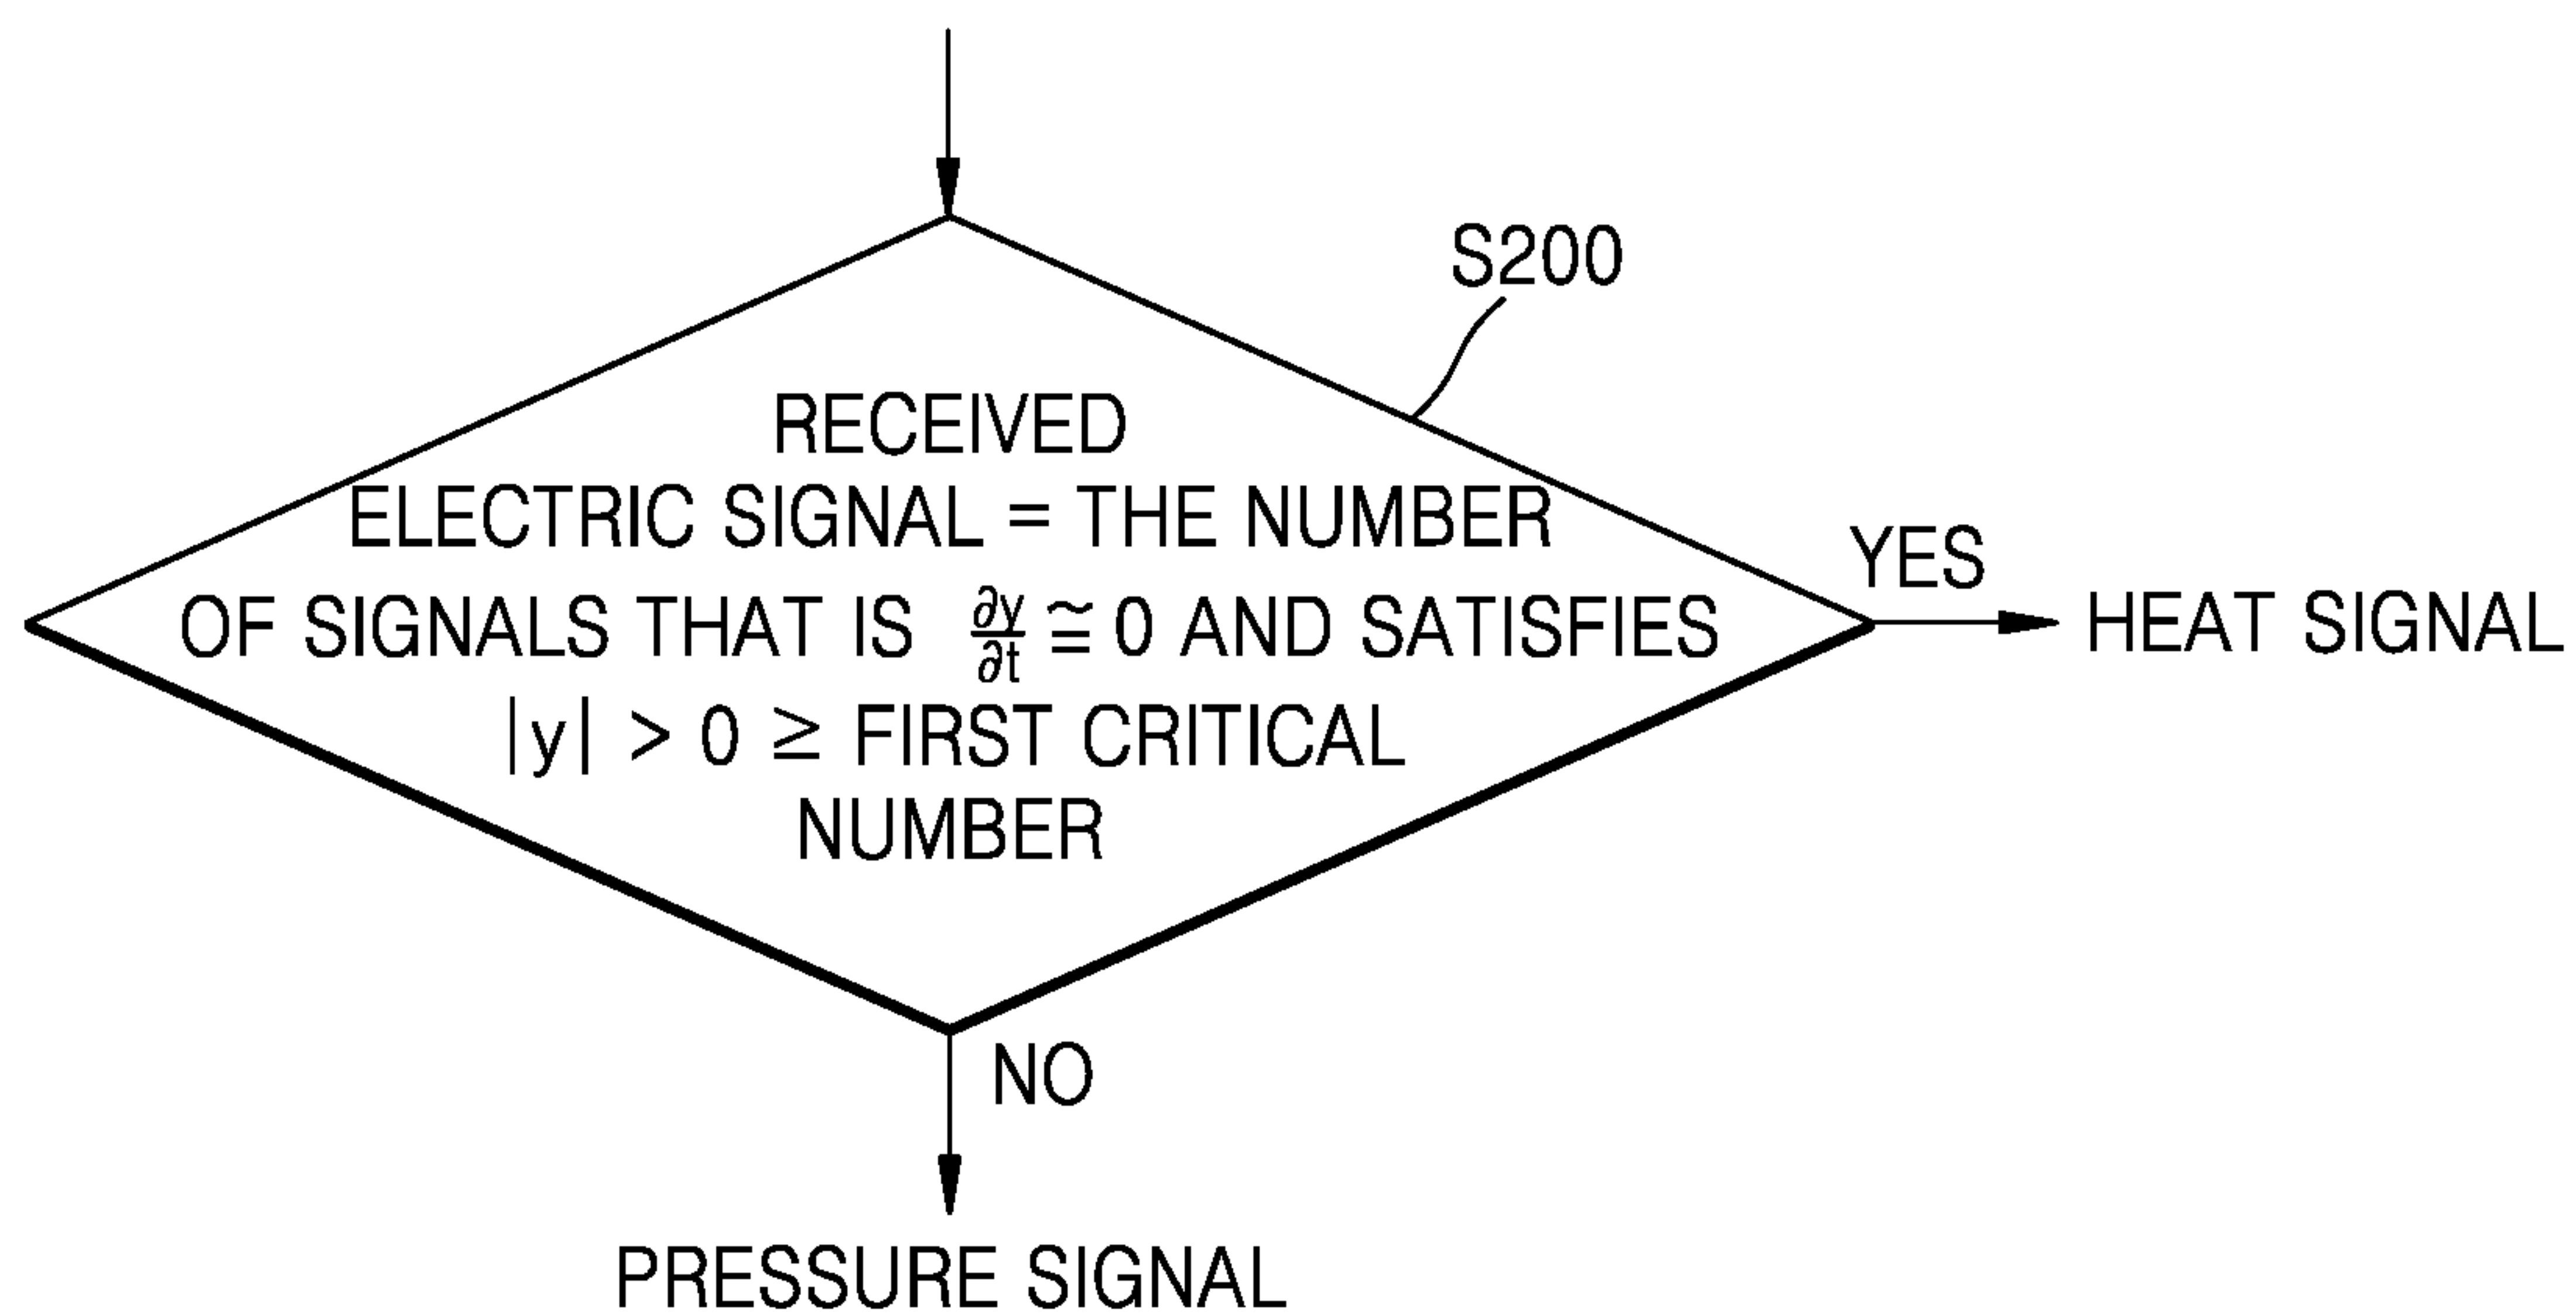 S200
RECEIVED
ELECTRIC SIGNAL = THE NUMBER
OF SIGNALS THAT IS ∂y/∂t ≅ 0 AND SATISFIES
|y| > 0 ≥ FIRST CRITICAL
NUMBER
YES
HEAT SIGNAL
NO
PRESSURE SIGNAL